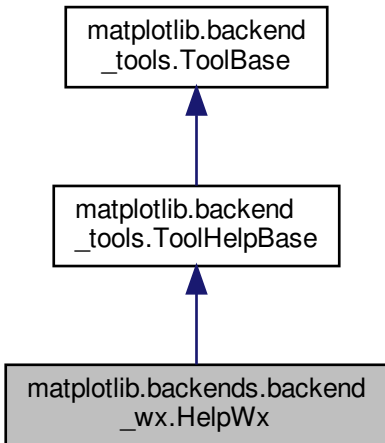 matplotlib.backend
_tools.ToolBase
matplotlib.backend
_tools.ToolHelpBase
matplotlib.backends.backend
_wx.HelpWx